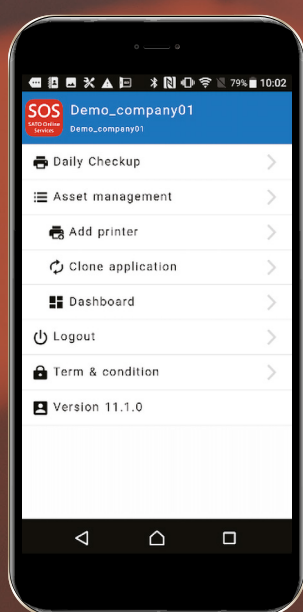 79% 10:02
SOS
SATO Online
Services
Demo_company01
Demo_company01
Daily Checkup
Asset management
Add printer
Clone application
Dashboard
Logout
Term & condition
Version 11.1.0